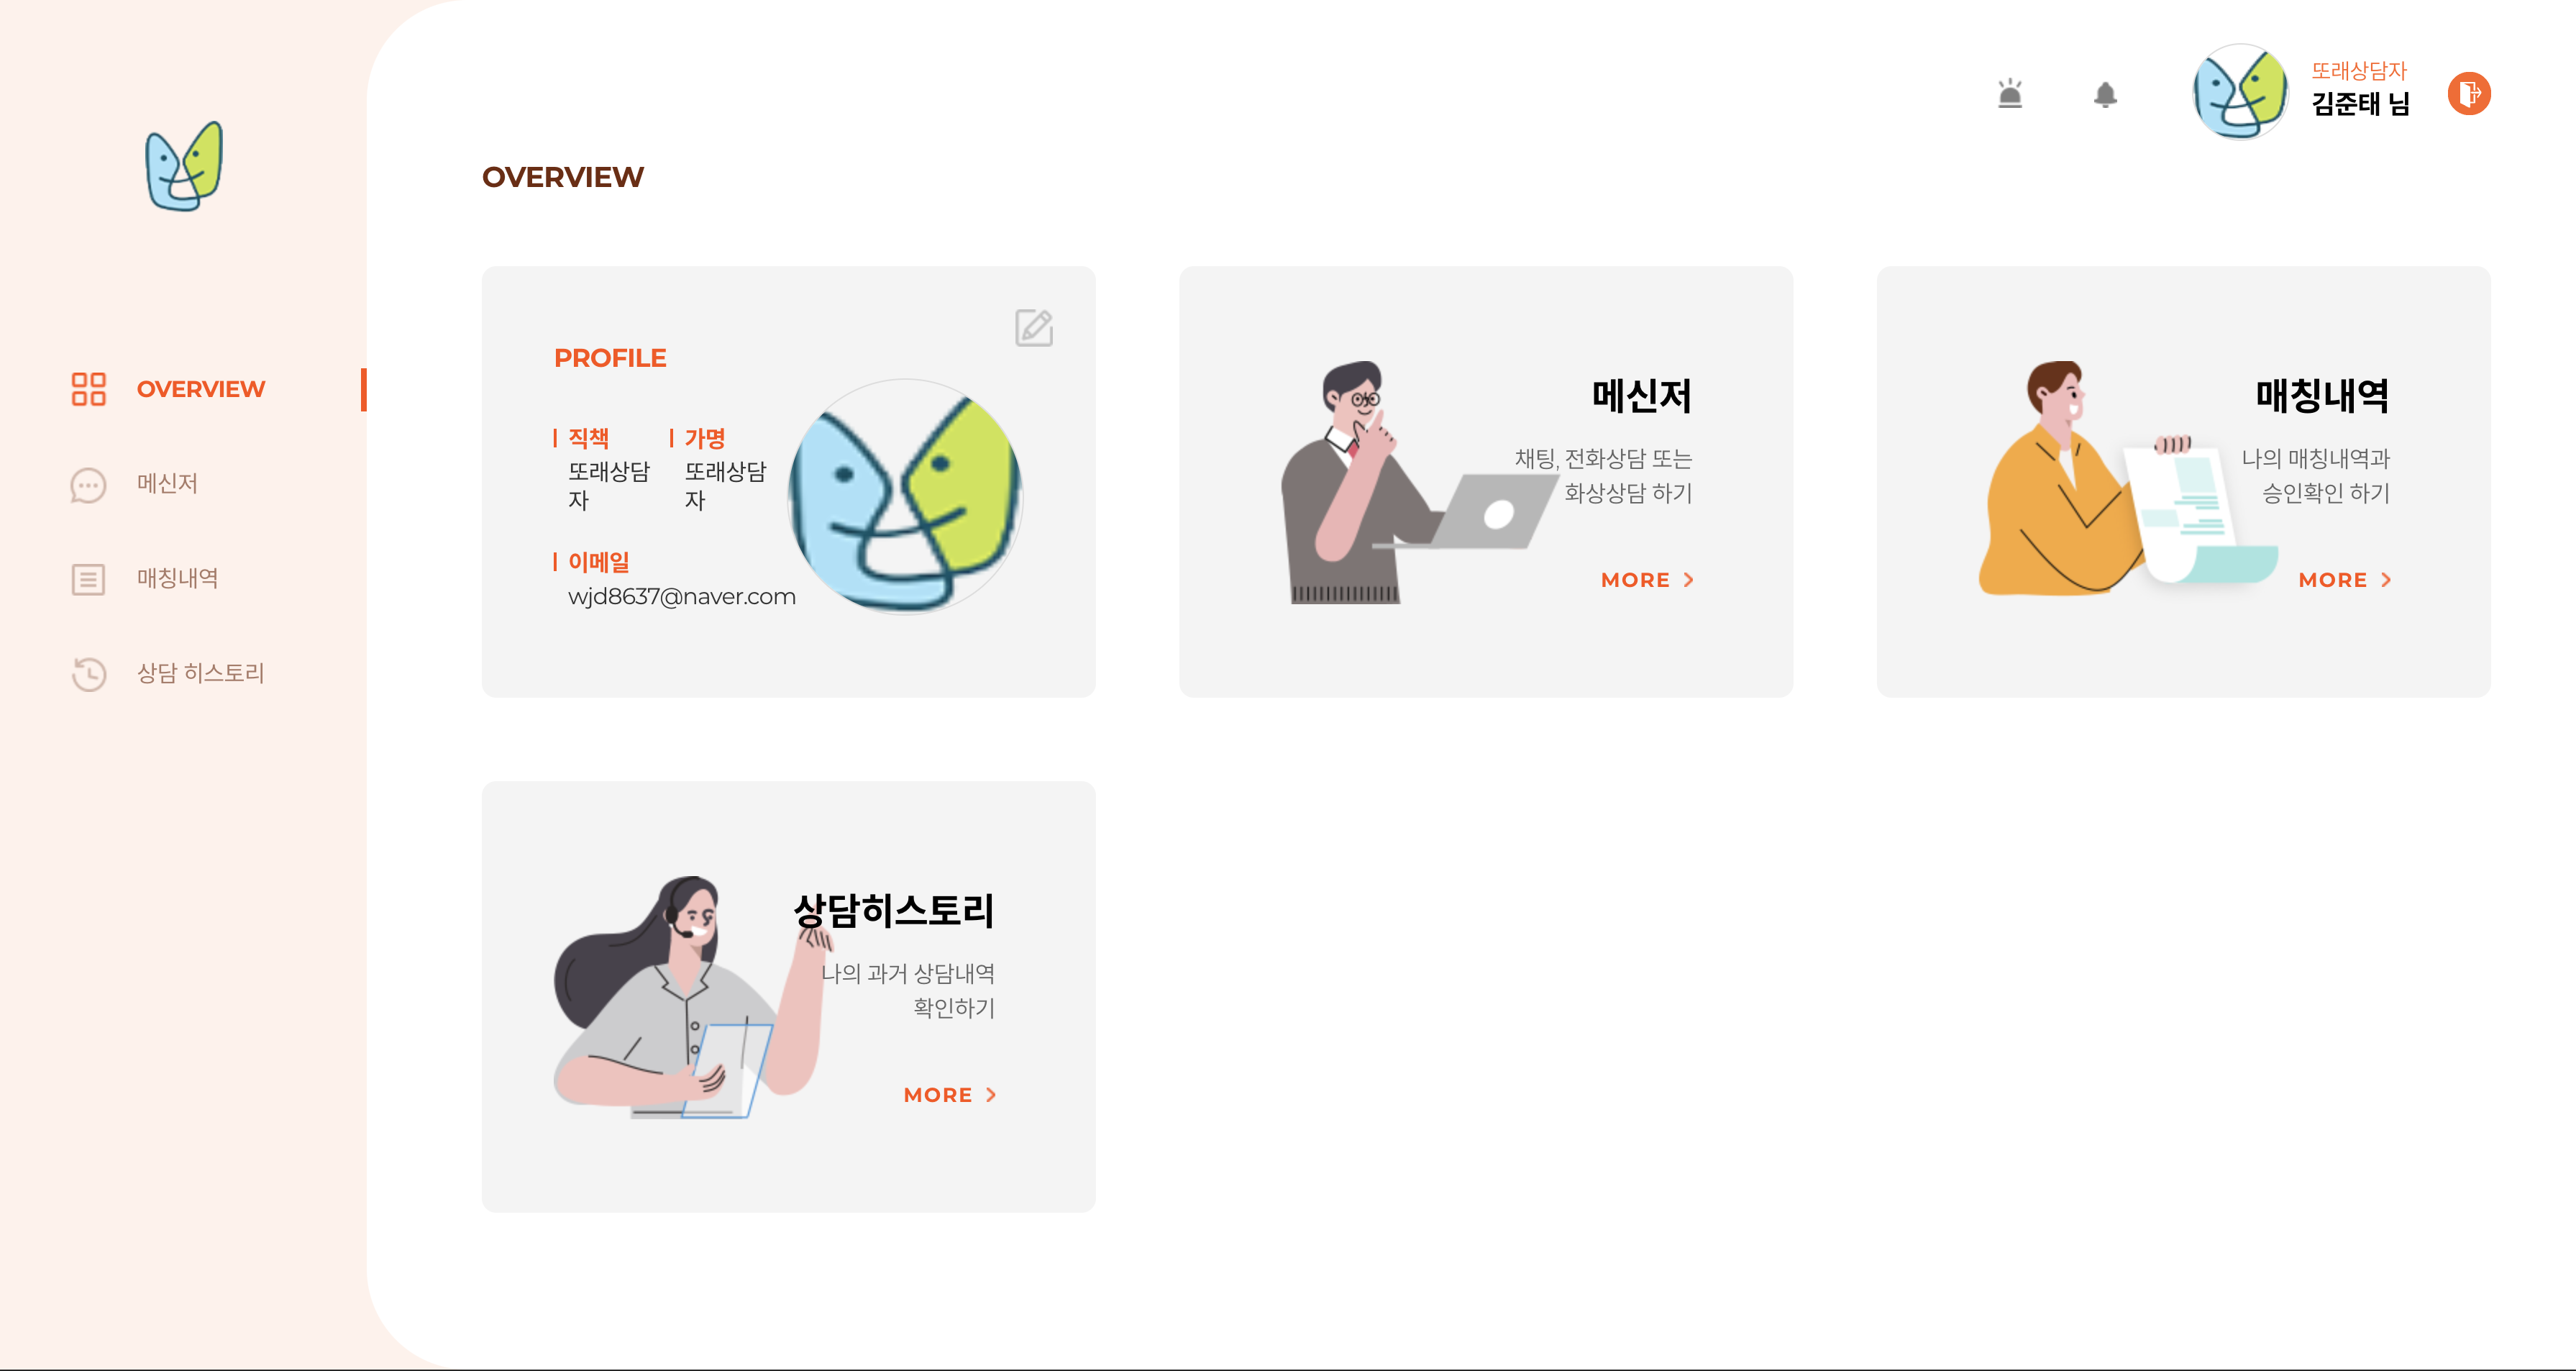 또래상담자
김준태 님
OVERVIEW
OVERVIEW
메신저
매칭내역
상담 히스토리
PROFILE
직책
또래상담
자
가명
또래상담
자
이메일
wjd8637@naver.com
메신저
채팅, 전화상담 또는
화상상담 하기
MORE
매칭내역
나의 매칭내역과
승인확인 하기
MORE
상담히스토리
나의 과거 상담내역
확인하기
MORE